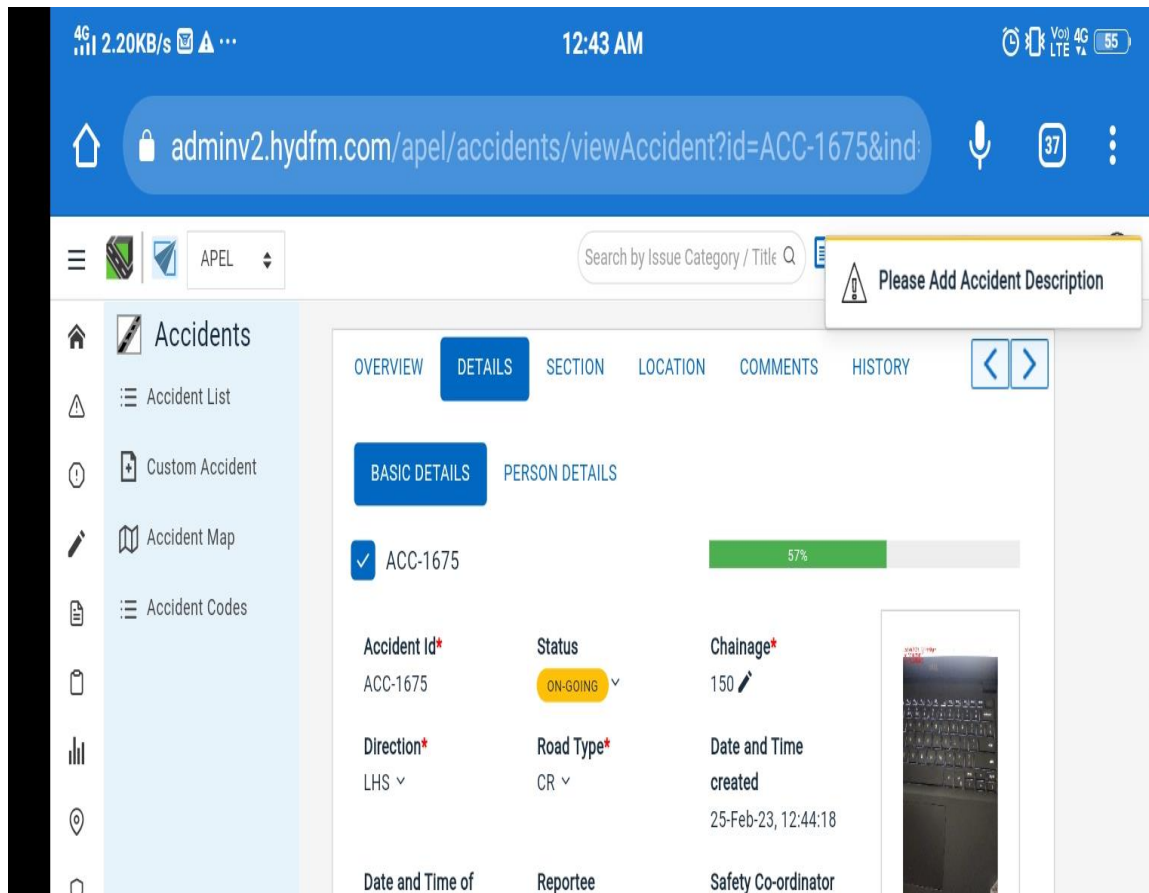 4G 2.20KB/s ...
12:43 AM
Vo) LTE 4G 55
adminv2.hydfm.com/apel/accidents/viewAccident?id=ACC-1675&ind
37
APEL
Search by Issue Category / Title
Please Add Accident Description
Accidents
Accident List
Custom Accident
Accident Map
Accident Codes
OVERVIEW DETAILS SECTION LOCATION COMMENTS HISTORY
BASIC DETAILS PERSON DETAILS
ACC-1675
57%
Accident Id* Status Chainage*
ACC-1675 ON-GOING 150
Direction* Road Type* Date and Time
LHS CR created
25-Feb-23, 12:44:18
Date and Time of Reportee Safety Co-ordinator